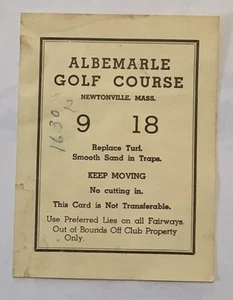 ALBEMARLE
GOLF COURSE
NEWTONVILLE, MASS.
9 18
Replace Turf.
Smooth Sand in Traps.
KEEP MOVING
No cutting in.
This Card is Not Transferable.
Use Preferred Lies on all Fairways.
Out of Bounds Off Club Property
Only.
1630